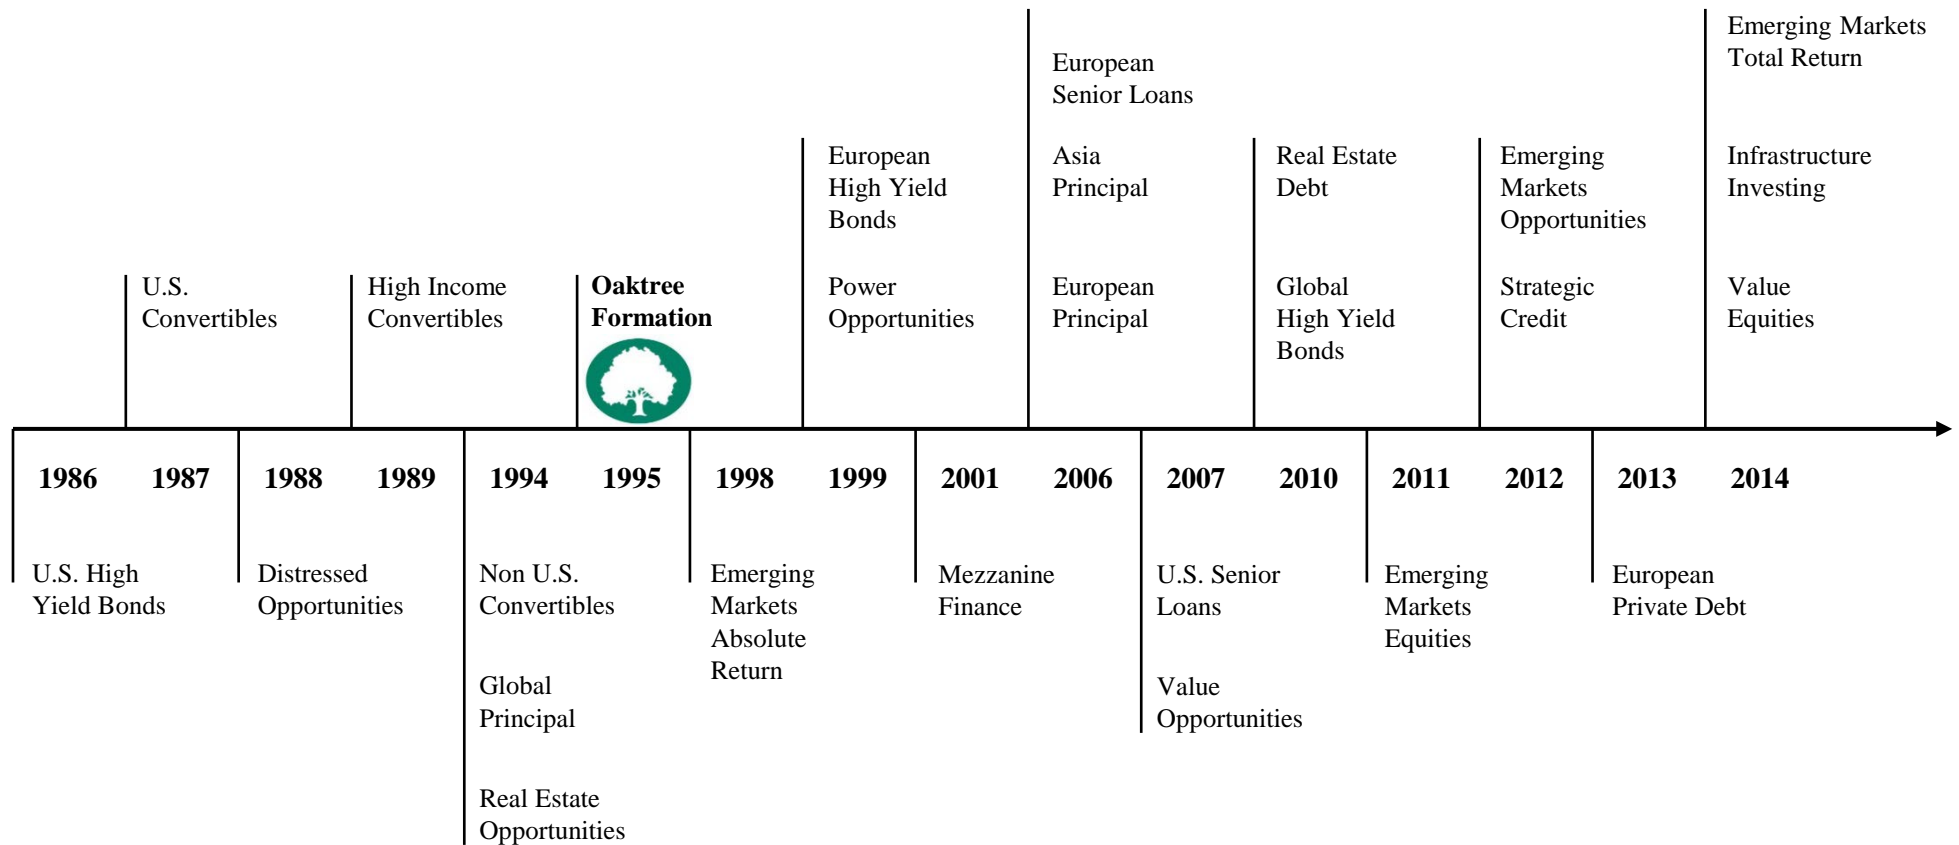 Emerging Markets
Total Return
European
Senior Loans
European
High Yield
Bonds
Asia
Principal
Real Estate
Debt
Emerging
Markets
Opportunities
Infrastructure
Investing
U.S.
Convertibles
High Income
Convertibles
Oaktree
Formation
Power
Opportunities
European
Principal
Global
High Yield
Bonds
Strategic
Credit
Value
Equities
1986 1987 1988 1989 1994 1995 1998 1999 2001 2006 2007 2010 2011 2012 2013 2014
U.S. High
Yield Bonds
Distressed
Opportunities
Non U.S.
Convertibles
Emerging
Markets
Absolute
Return
Mezzanine
Finance
U.S. Senior
Loans
Emerging
Markets
Equities
European
Private Debt
Global
Principal
Value
Opportunities
Real Estate
Opportunities